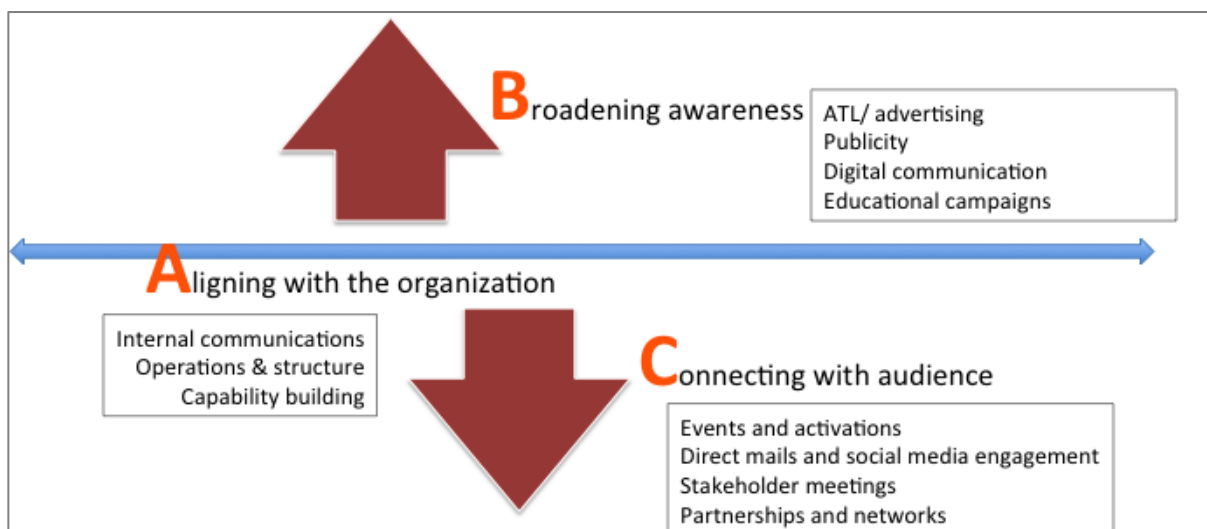 Broadening awareness
ATL/ advertising
Publicity
Digital communication
Educational campaigns
Aligning with the organization
Internal communications
Operations & structure
Capability building
Connecting with audience
Events and activations
Direct mails and social media engagement
Stakeholder meetings
Partnerships and networks